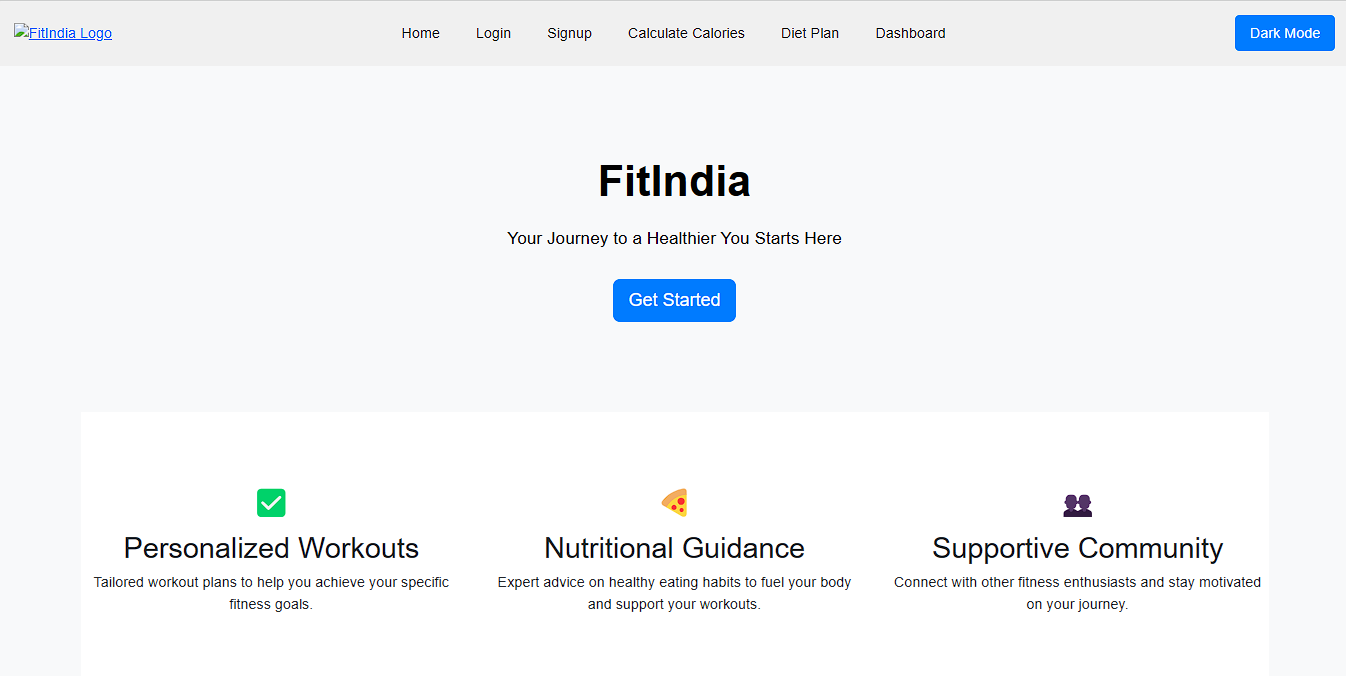 FitIndia Logo
Home Login Signup Calculate Calories Diet Plan Dashboard
Dark Mode
FitIndia
Your Journey to a Healthier You Starts Here
Get Started
Personalized Workouts
Tailored workout plans to help you achieve your specific
fitness goals.
Nutritional Guidance
Expert advice on healthy eating habits to fuel your body
and support your workouts.
Supportive Community
Connect with other fitness enthusiasts and stay motivated
on your journey.